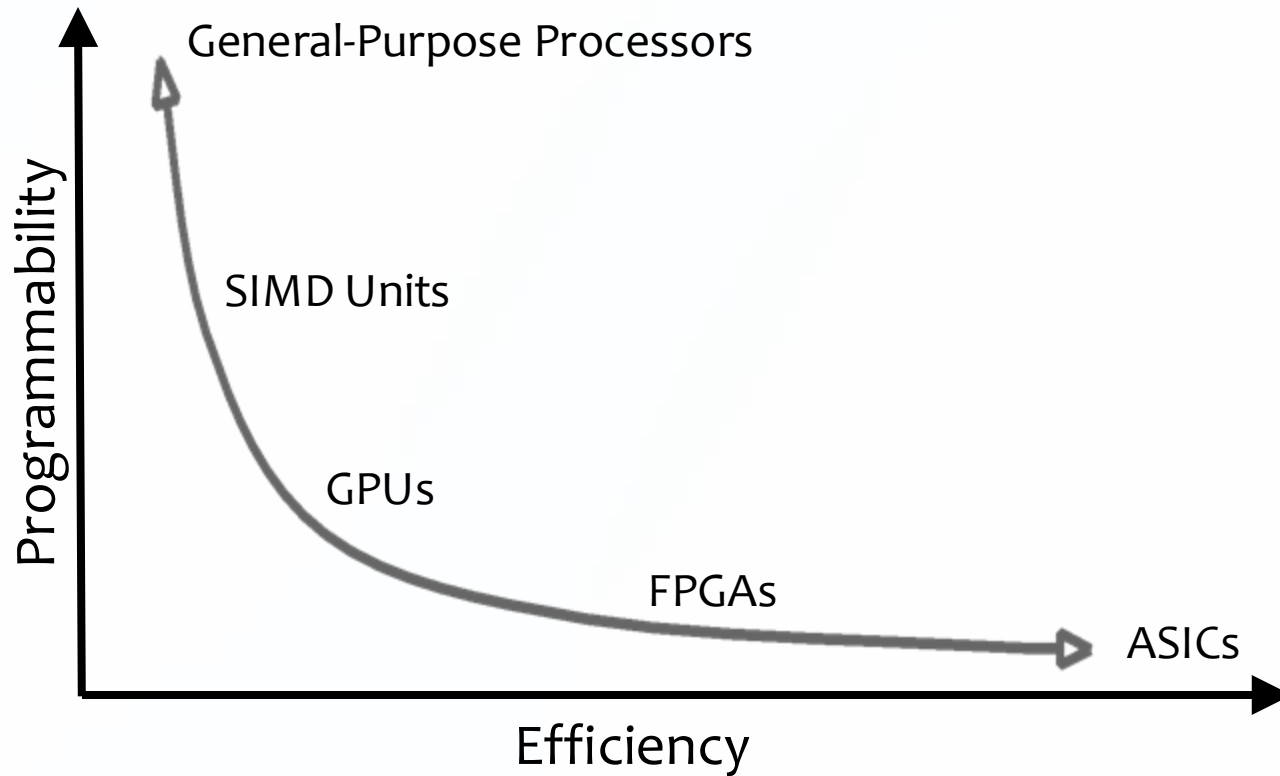 General-Purpose Processors
Programmability
SIMD Units
GPUs
FPGAs
ASICs
Efficiency